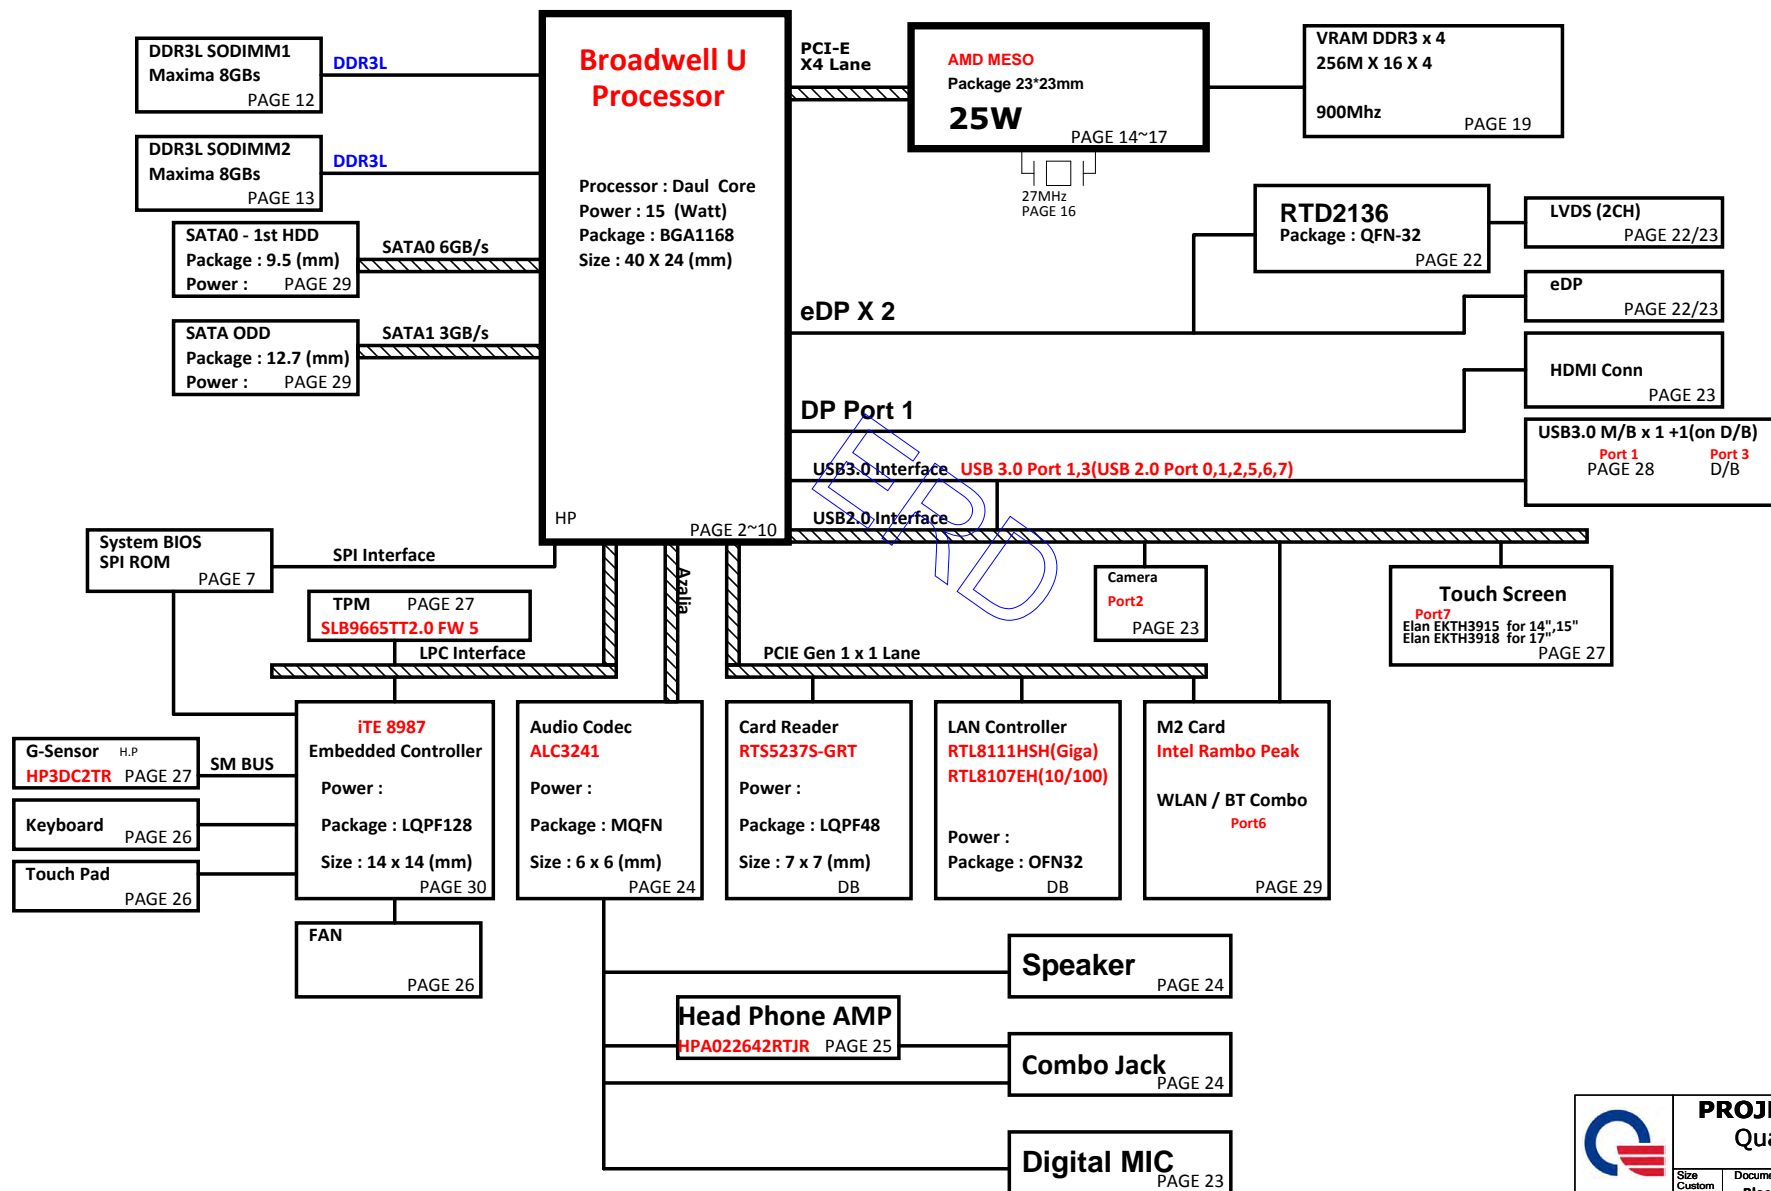 DDR3L SODIMM1
Maxima 8GBs
PAGE 12
DDR3L
DDR3L SODIMM2
Maxima 8GBs
PAGE 13
DDR3L
SATA0 - 1st HDD
Package : 9.5 (mm)
Power : PAGE 29
SATA0 6GB/s
SATA ODD
Package : 12.7 (mm)
Power : PAGE 29
SATA1 3GB/s
Broadwell U
Processor
Processor : Daul Core
Power : 15 (Watt)
Package : BGA1168
Size : 40 X 24 (mm)
HP
PAGE 2~10
PCI-E
X4 Lane
AMD MESO
Package 23*23mm
25W
PAGE 14~17
27MHz
PAGE 16
VRAM DDR3 x 4
256M X 16 X 4
900Mhz
PAGE 19
RTD2136
Package : QFN-32
PAGE 22
LVDS (2CH)
PAGE 22/23
eDP
PAGE 22/23
eDP X 2
HDMI Conn
PAGE 23
DP Port 1
USB3.0 M/B x 1 +1(on D/B)
Port 1 Port 3
PAGE 28 D/B
USB3.0 Interface USB 3.0 Port 1,3(USB 2.0 Port 0,1,2,5,6,7)
USB2.0 Interface
ERD
System BIOS
SPI ROM
PAGE 7
SPI Interface
TPM PAGE 27
SLB9665TT2.0 FW 5
LPC Interface
Azalia
PCIE Gen 1 x 1 Lane
Camera
Port2
PAGE 23
Touch Screen
Port7
Elan EKTH3915 for 14",15"
Elan EKTH3918 for 17"
PAGE 27
G-Sensor H.P
HP3DC2TR PAGE 27
SM BUS
Keyboard
PAGE 26
Touch Pad
PAGE 26
iTE 8987
Embedded Controller
Power :
Package : LQPF128
Size : 14 x 14 (mm)
PAGE 30
FAN
PAGE 26
Audio Codec
ALC3241
Power :
Package : MQFN
Size : 6 x 6 (mm)
PAGE 24
Card Reader
RTS5237S-GRT
Power :
Package : LQPF48
Size : 7 x 7 (mm)
DB
LAN Controller
RTL8111HSH(Giga)
RTL8107EH(10/100)
Power :
Package : OFN32
DB
M2 Card
Intel Rambo Peak
WLAN / BT Combo
Port6
PAGE 29
Speaker
PAGE 24
Head Phone AMP
HPA022642RTJR PAGE 25
Combo Jack
PAGE 24
Digital MIC
PAGE 23
Size
Custom